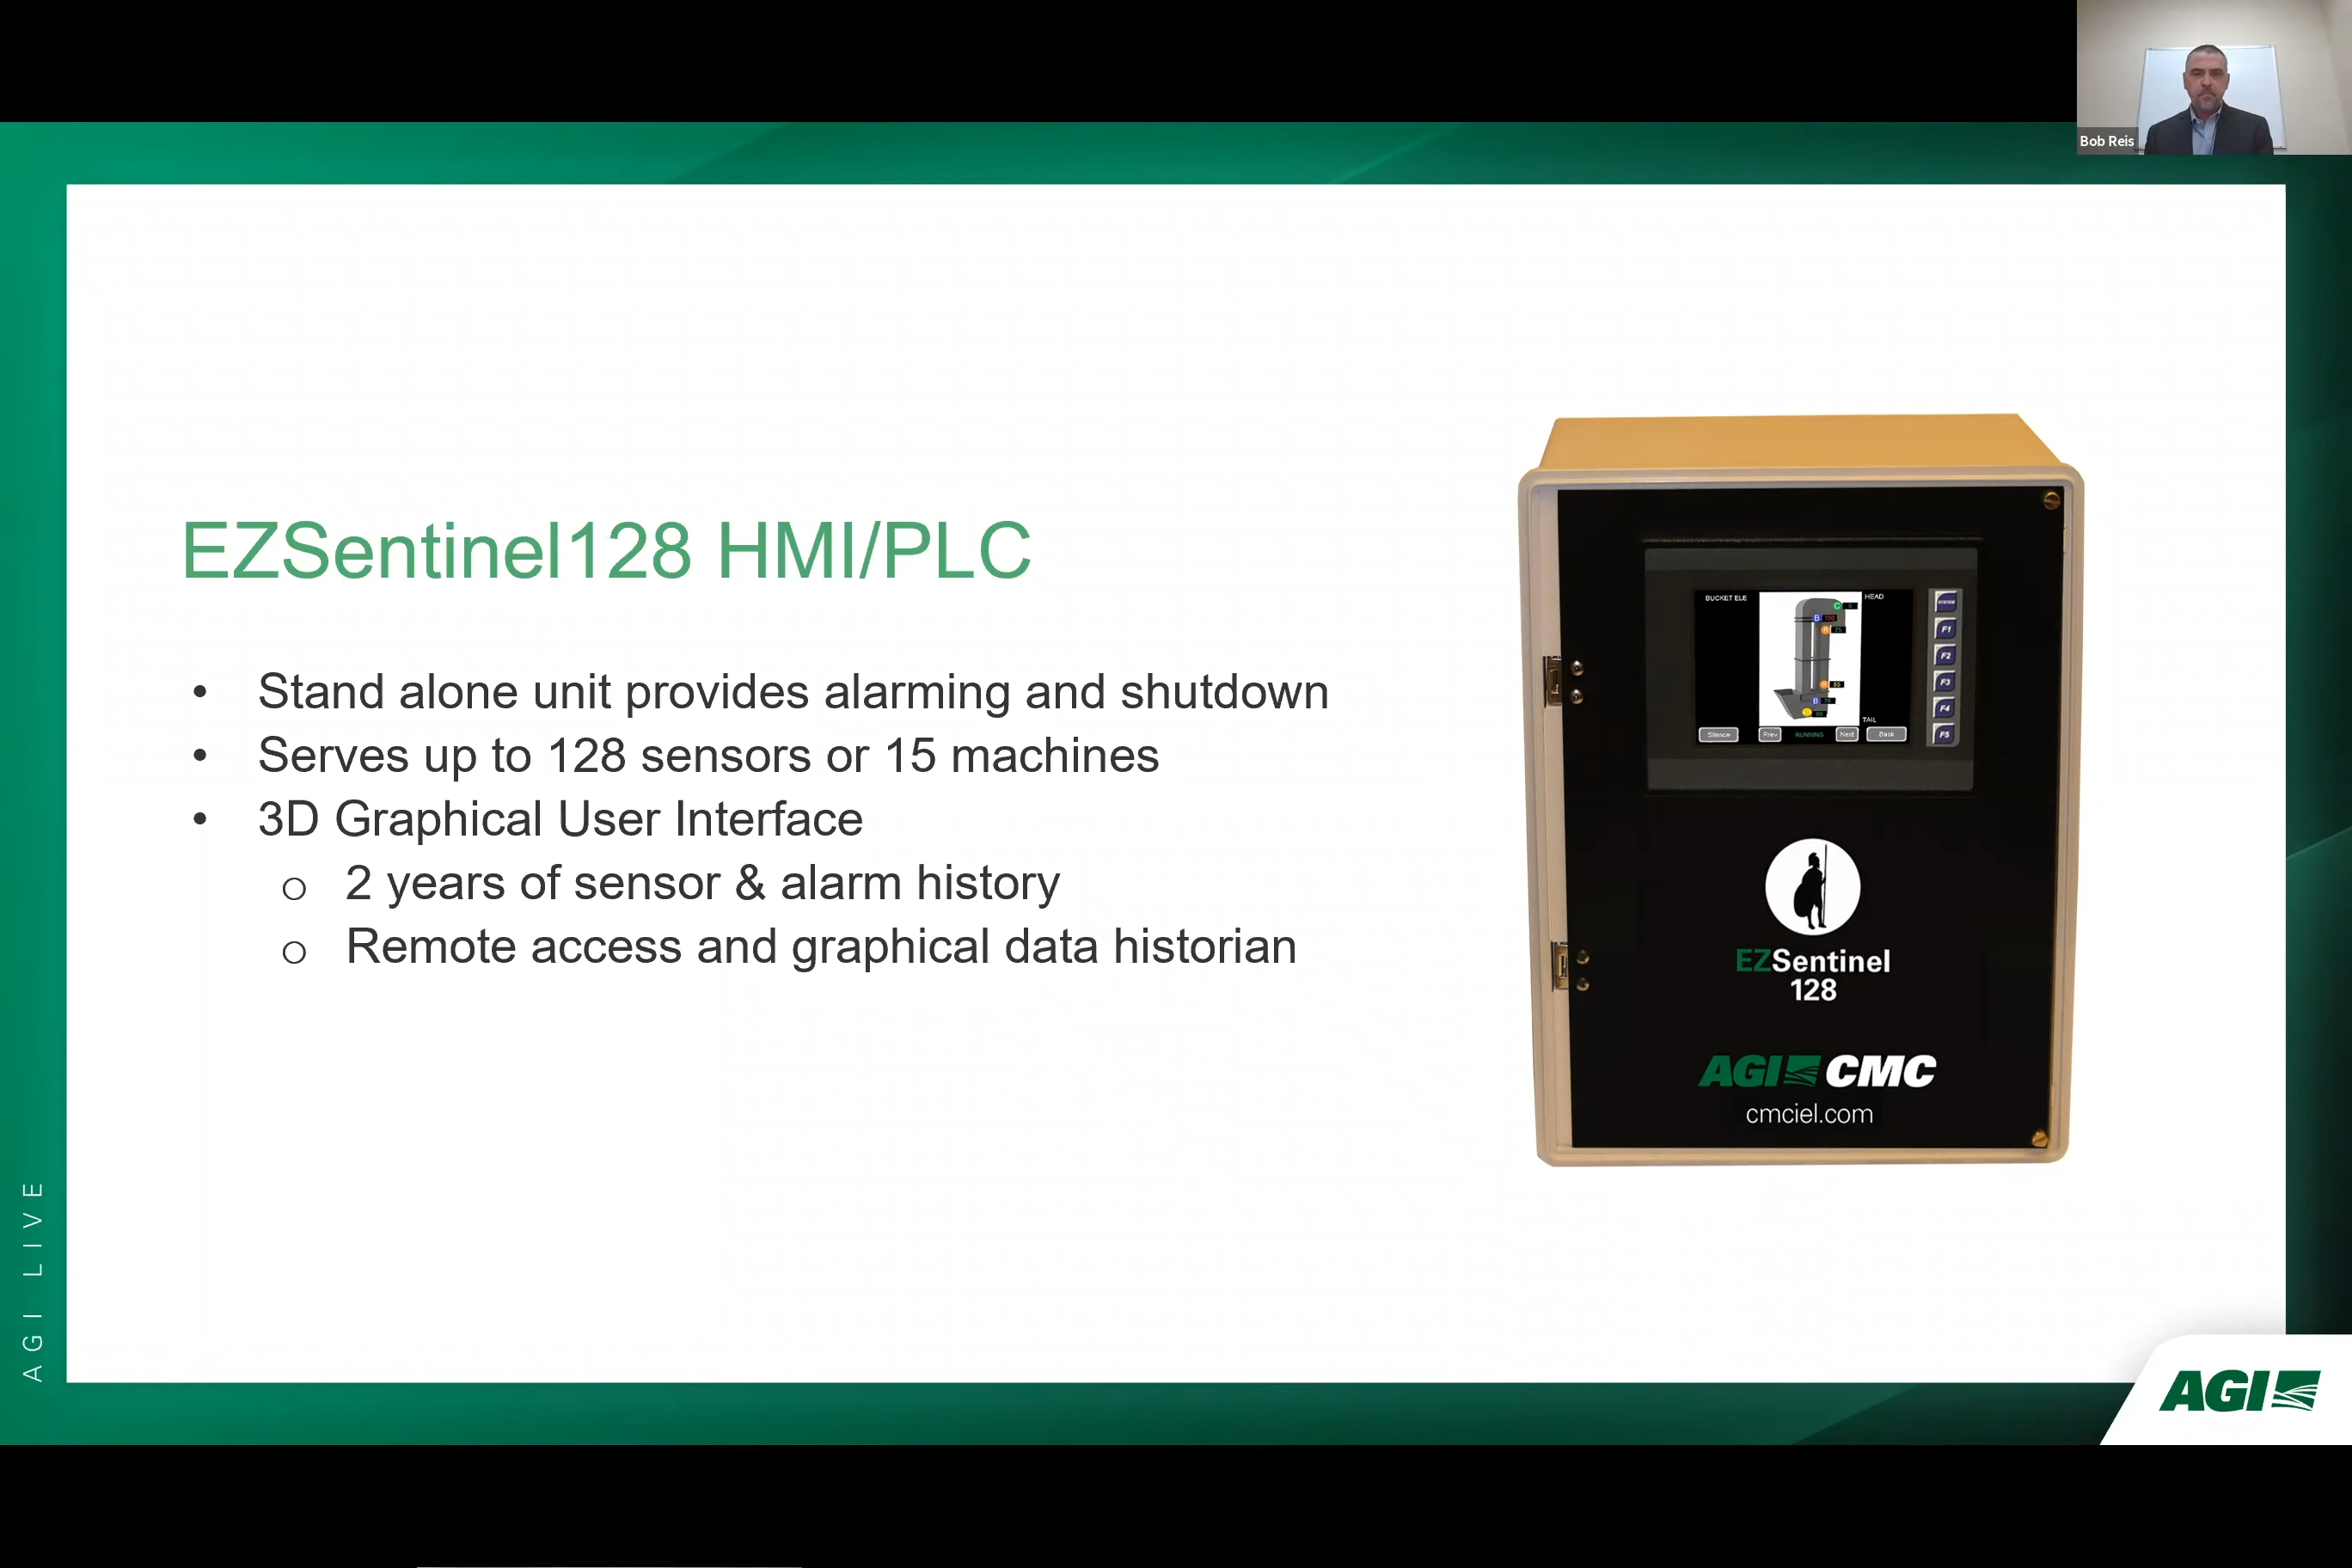 Bob Reis
EZSentinel128 HMI/PLC
• Stand alone unit provides alarming and shutdown
• Serves up to 128 sensors or 15 machines
• 3D Graphical User Interface
o 2 years of sensor & alarm history
o Remote access and graphical data historian
BUCKET ELE
HEAD
TAIL
Silence
Prev
RUNNING
Next
Back
SYSTEM
F1
F2
F3
F4
F5
EZSentinel
128
AGI CMC
cmciel.com
AGI LIVE
AGI